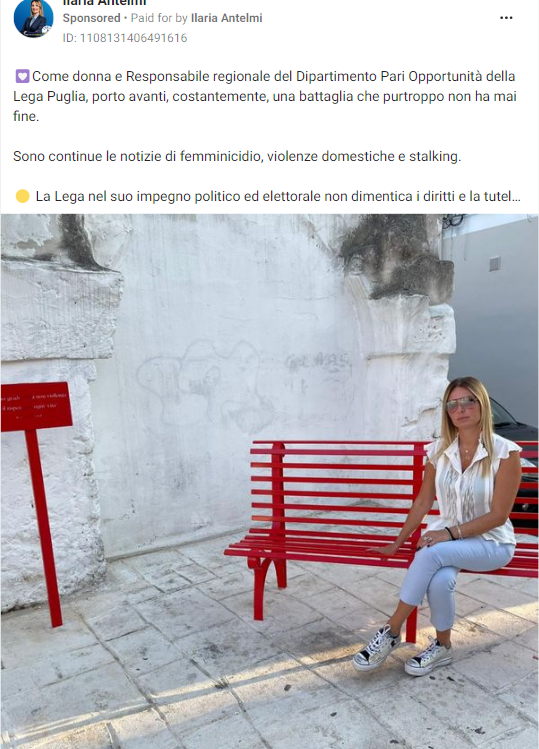 Ilaria Antelmi
Sponsored • Paid for by Ilaria Antelmi
ID: 1108131406491616
💟Come donna e Responsabile regionale del Dipartimento Pari Opportunità della
Lega Puglia, porto avanti, costantemente, una battaglia che purtroppo non ha mai
fine.
Sono continue le notizie di femminicidio, violenze domestiche e stalking.
🟡 La Lega nel suo impegno politico ed elettorale non dimentica i diritti e la tutel...